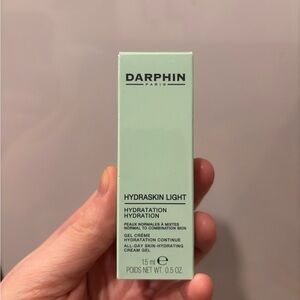 DARPHIN
PARIS
HYDRASKIN LIGHT
HYDRATATION
HYDRATION
PEAUX NORMALES À MIXTES
NORMAL TO COMBINATION SKIN
GEL CRÈME
HYDRATATION CONTINUE
ALL-DAY SKIN-HYDRATING
CREAM GEL
15 ml ℮
POIDS NET WT. 0.5 OZ.